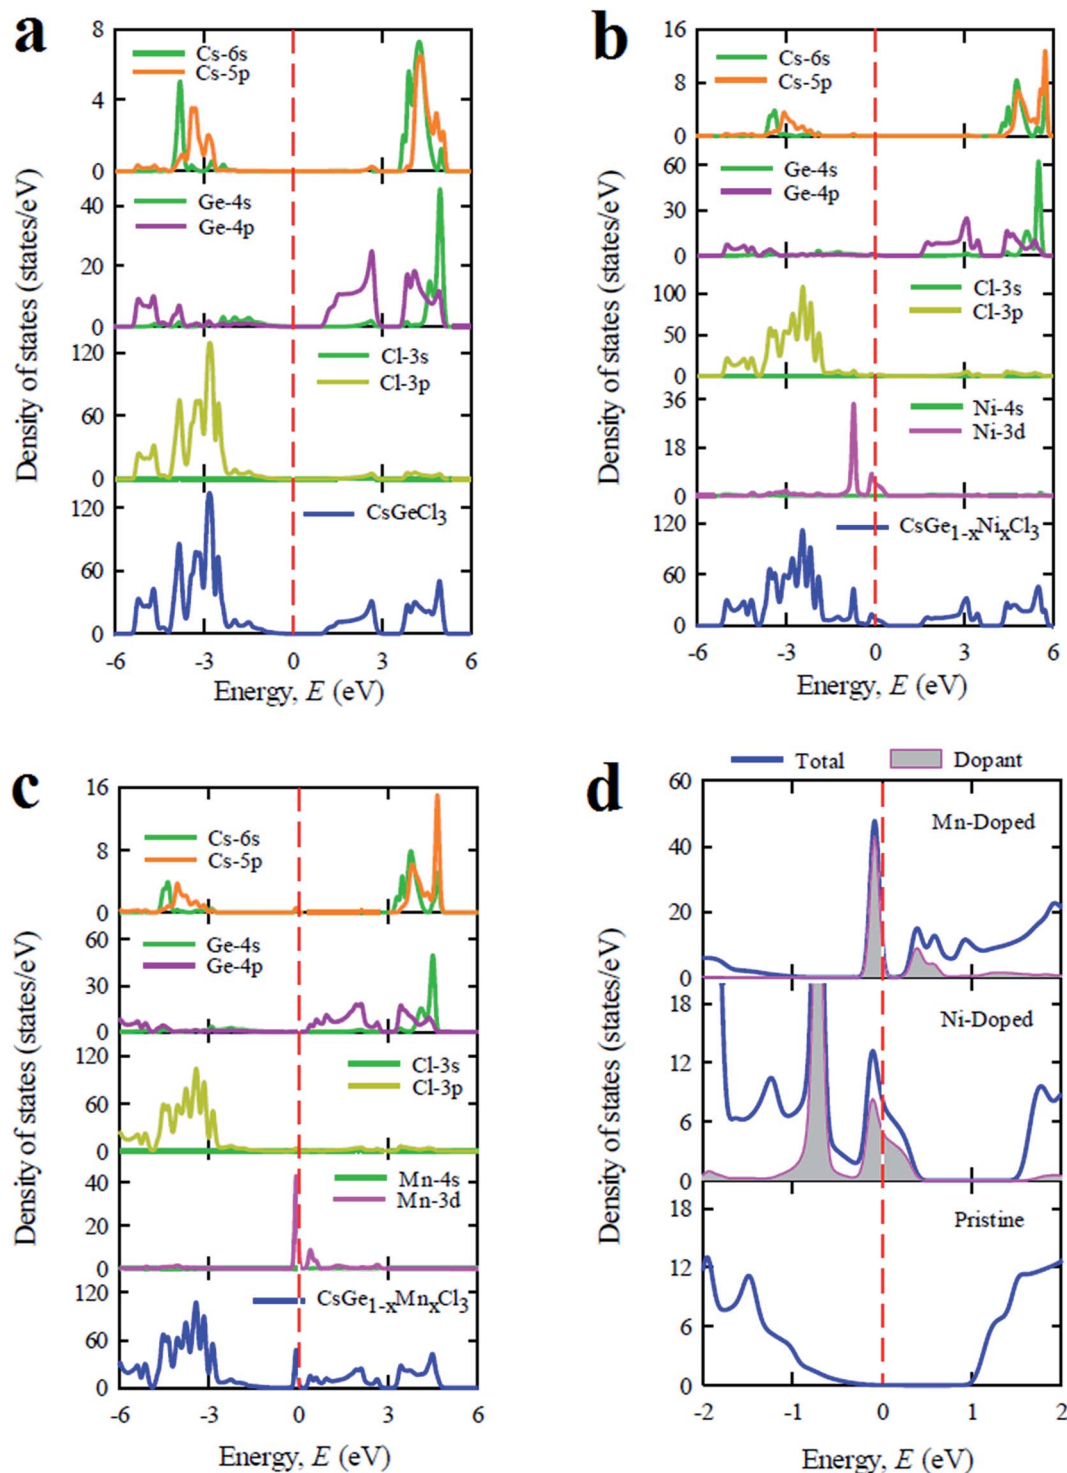 a
Density of states (states/eV)
8
4
0
Cs-6s
Cs-5p
40
20
0
Ge-4s
Ge-4p
120
60
0
Cl-3s
Cl-3p
120
60
0
CsGeCl3
-6 -3 0 3 6
Energy, E (eV)
b
Density of states (states/eV)
16
8
0
Cs-6s
Cs-5p
60
30
0
Ge-4s
Ge-4p
100
50
0
Cl-3s
Cl-3p
36
18
0
Ni-4s
Ni-3d
120
60
0
CsGe1-xNixCl3
-6 -3 0 3 6
Energy, E (eV)
c
Density of states (states/eV)
16
8
0
Cs-6s
Cs-5p
60
30
0
Ge-4s
Ge-4p
120
60
0
Cl-3s
Cl-3p
40
20
0
Mn-4s
Mn-3d
120
60
0
CsGe1-xMnxCl3
-6 -3 0 3 6
Energy, E (eV)
d
Total Dopant
Density of states (states/eV)
60
40
20
0
Mn-Doped
18
12
6
0
Ni-Doped
18
12
6
0
Pristine
-2 -1 0 1 2
Energy, E (eV)